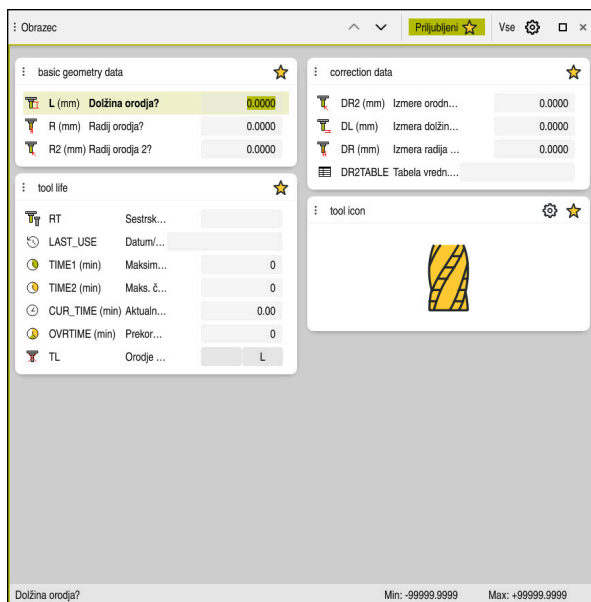 Obrazec Priljubljeni Vse
basic geometry data
L (mm) Dolžina orodja? 0.0000
R (mm) Radij orodja? 0.0000
R2 (mm) Radij orodja 2? 0.0000
tool life
RT Sestrsk...
LAST_USE Datum/...
TIME1 (min) Maksim... 0
TIME2 (min) Maks. č... 0
CUR_TIME (min) Aktualn... 0.00
OVRTIME (min) Prekor... 0
TL Orodje ... L
correction data
DR2 (mm) Izmere orodn... 0.0000
DL (mm) Izmera dolžin... 0.0000
DR (mm) Izmera radija ... 0.0000
DR2TABLE Tabela vredn....
tool icon
Dolžina orodja? Min: -99999.9999 Max: +99999.9999